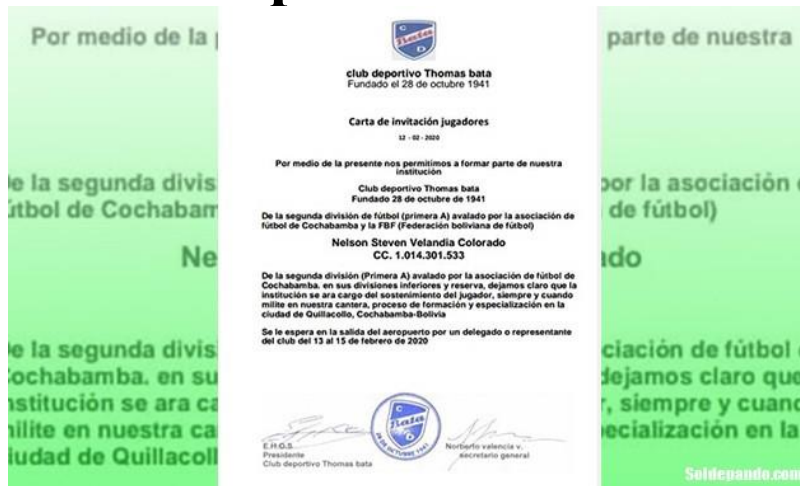 Por medio de la
parte de nuestra
e la segunda divis
por la asociación
útbol de Cochabam
de fútbol)
Ne
ado
e la segunda divis
ciación de fútbol
ochabamba. en su
dejamos claro que
stitución se ara ca
, siempre y cuand
nilite en nuestra ca
ecialización en la
iudad de Quillacoll
C
Bata
D
club deportivo Thomas bata
Fundado el 28 de octubre 1941
Carta de invitación jugadores
12 - 02 - 2020
Por medio de la presente nos permitimos a formar parte de nuestra
institución
Club deportivo Thomas bata
Fundado 28 de octubre de 1941
De la segunda división de fútbol (primera A) avalado por la asociación de
fútbol de Cochabamba y la FBF (Federación boliviana de fútbol)
Nelson Steven Velandia Colorado
CC. 1.014.301.533
De la segunda división (Primera A) avalado por la asociación de fútbol de
Cochabamba. en sus divisiones inferiores y reserva, dejamos claro que la
institución se ara cargo del sostenimiento del jugador, siempre y cuando
milite en nuestra cantera, proceso de formación y especialización en la
ciudad de Quillacollo, Cochabamba-Bolivia
Se le espera en la salida del aeropuerto por un delegado o representante
del club del 13 al 15 de febrero de 2020
C
Bata
D
28 DE OCTUBRE 1941
E.H.O.S
Presidente
Club deportivo Thomas bata
Norberto valencia v.
secretario general
Soldepando.com